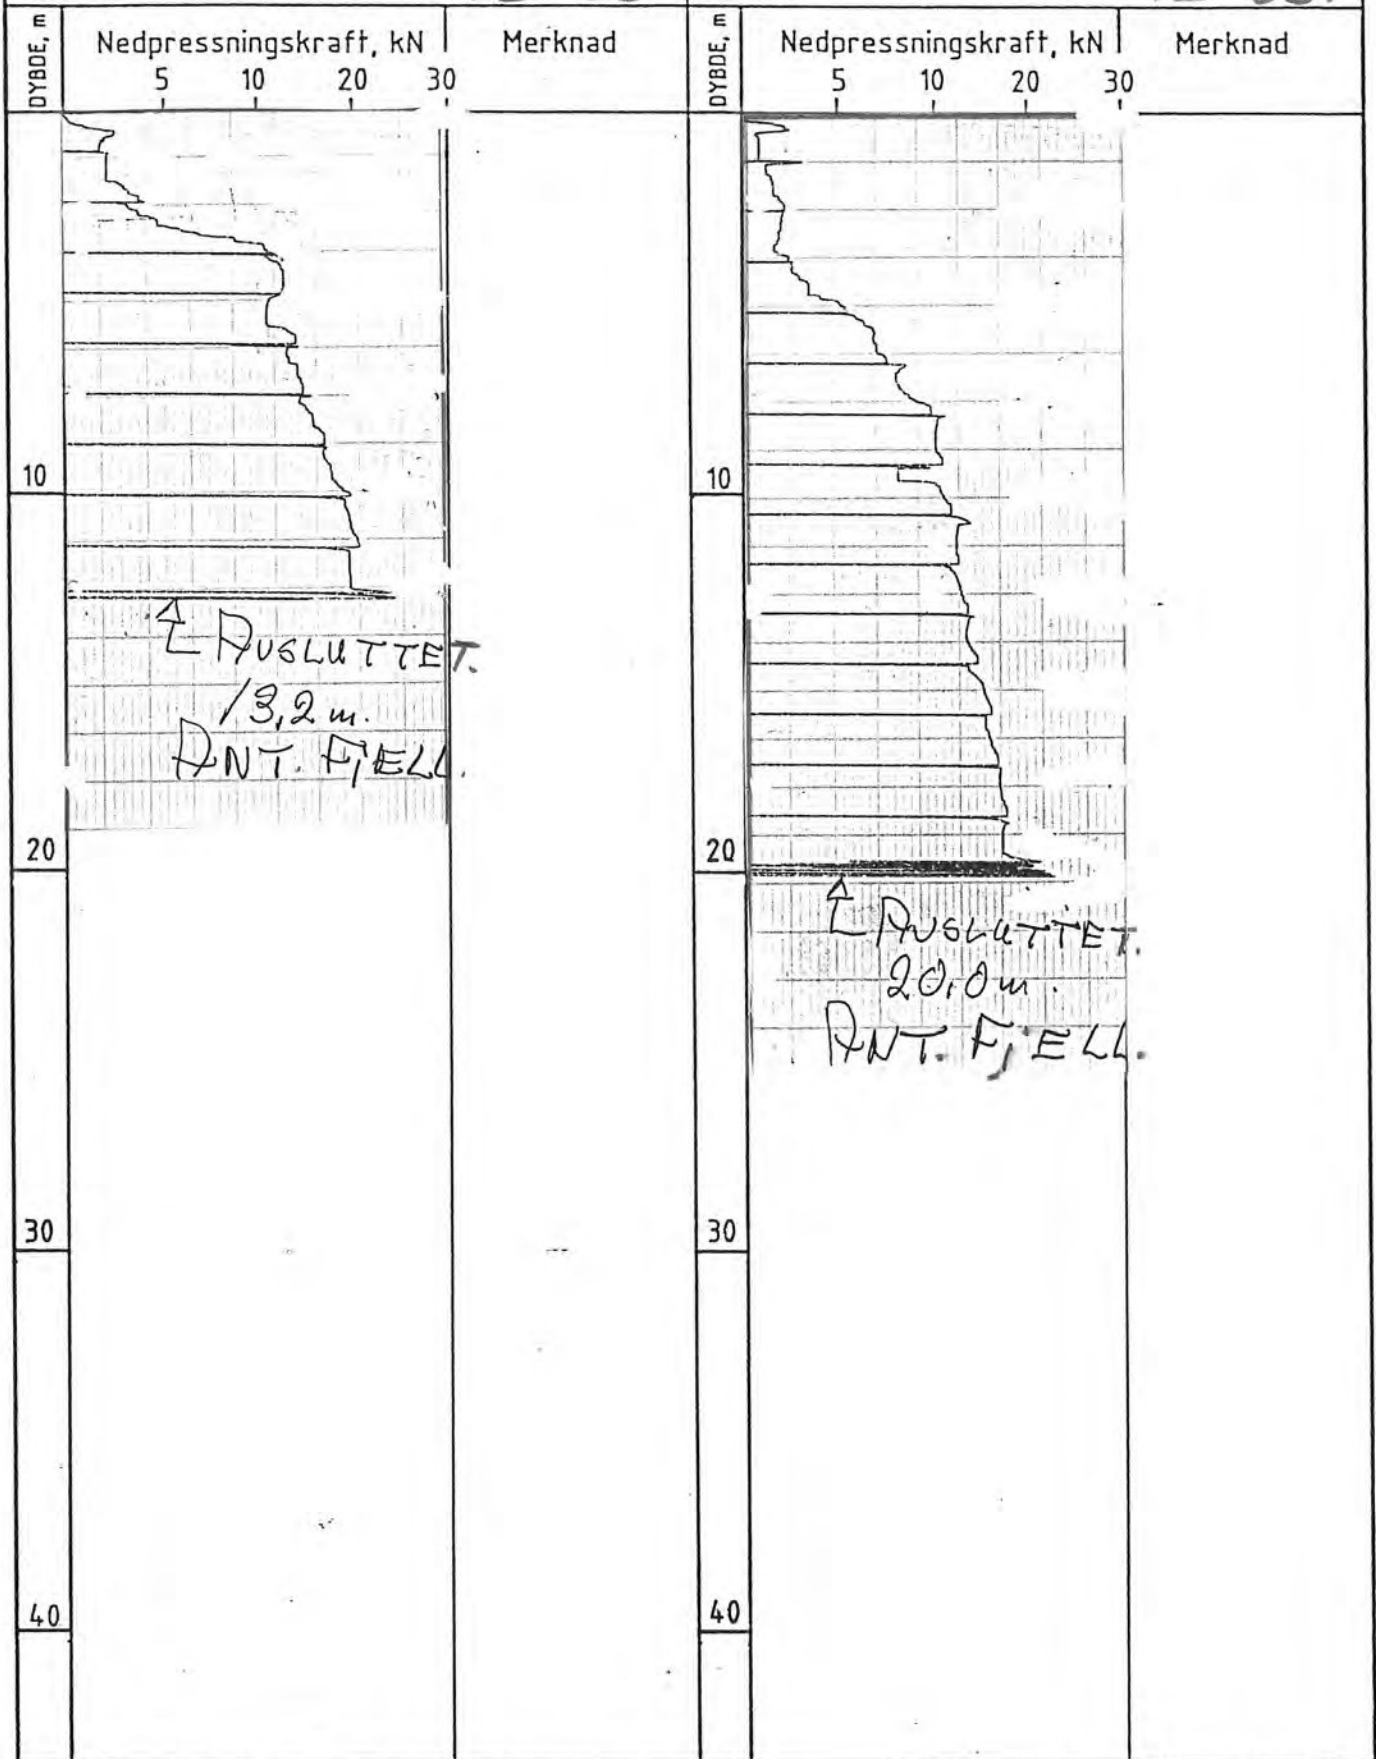 DYBDE, m
Nedpressningskraft, kN
Merknad
5 10 20 30
10
AVSLUTTET.
13,2 m.
ANT. FJELL.
20
30
40
DYBDE, m
Nedpressningskraft, kN
Merknad
5 10 20 30
10
20
AVSLUTTET.
20,0 m.
ANT. FJELL.
30
40